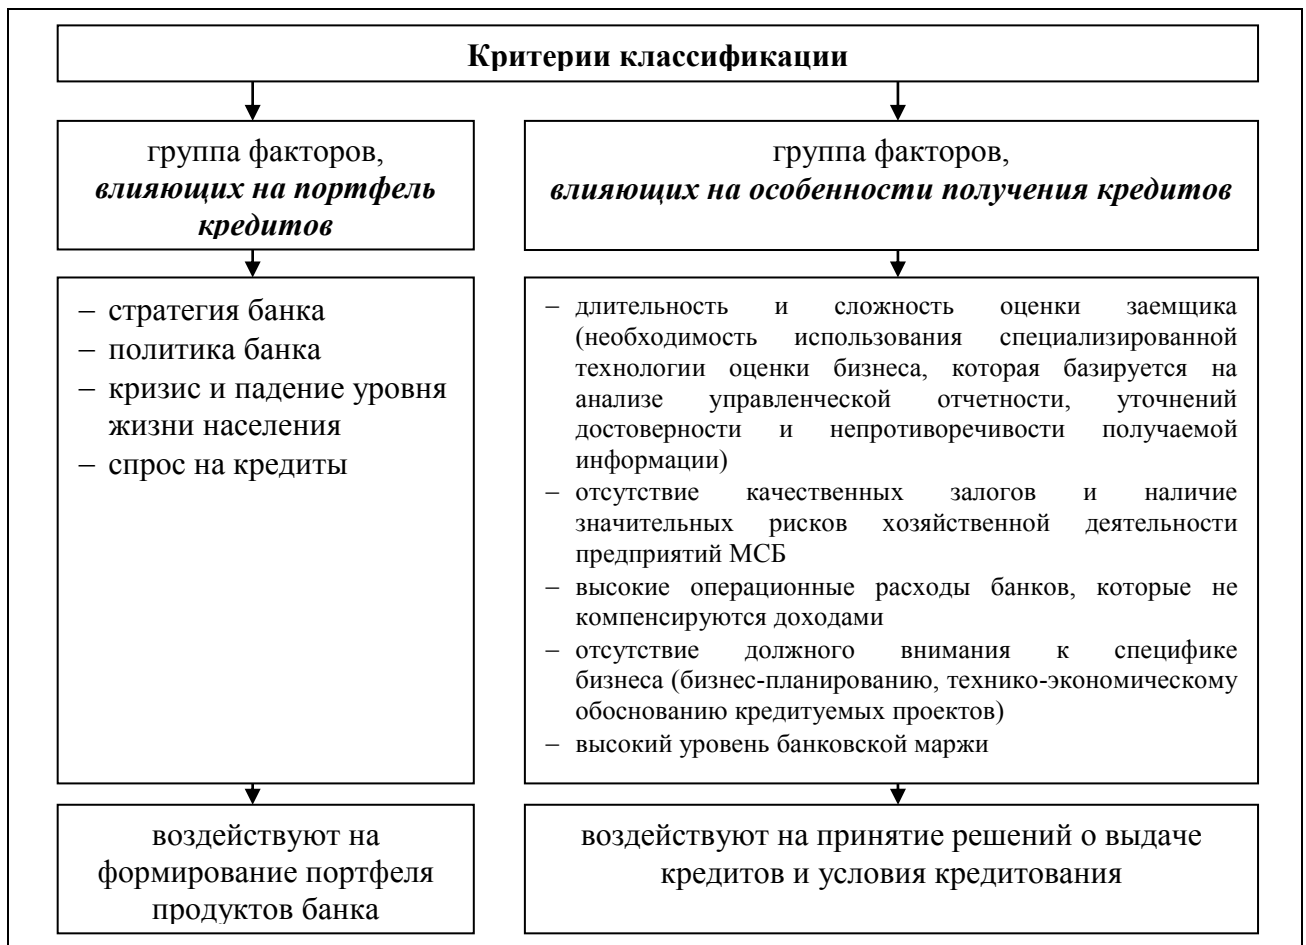 Критерии классификации
группа факторов,
влияющих на портфель
кредитов
группа факторов,
влияющих на особенности получения кредитов
– стратегия банка
– политика банка
– кризис и падение уровня
жизни населения
– спрос на кредиты
– длительность и сложность оценки заемщика
(необходимость использования специализированной
технологии оценки бизнеса, которая базируется на
анализе управленческой отчетности, уточнений
достоверности и непротиворечивости получаемой
информации)
– отсутствие качественных залогов и наличие
значительных рисков хозяйственной деятельности
предприятий МСБ
– высокие операционные расходы банков, которые не
компенсируются доходами
– отсутствие должного внимания к специфике
бизнеса (бизнес-планированию, технико-экономическому
обоснованию кредитуемых проектов)
– высокий уровень банковской маржи
воздействуют на
формирование портфеля
продуктов банка
воздействуют на принятие решений о выдаче
кредитов и условия кредитования